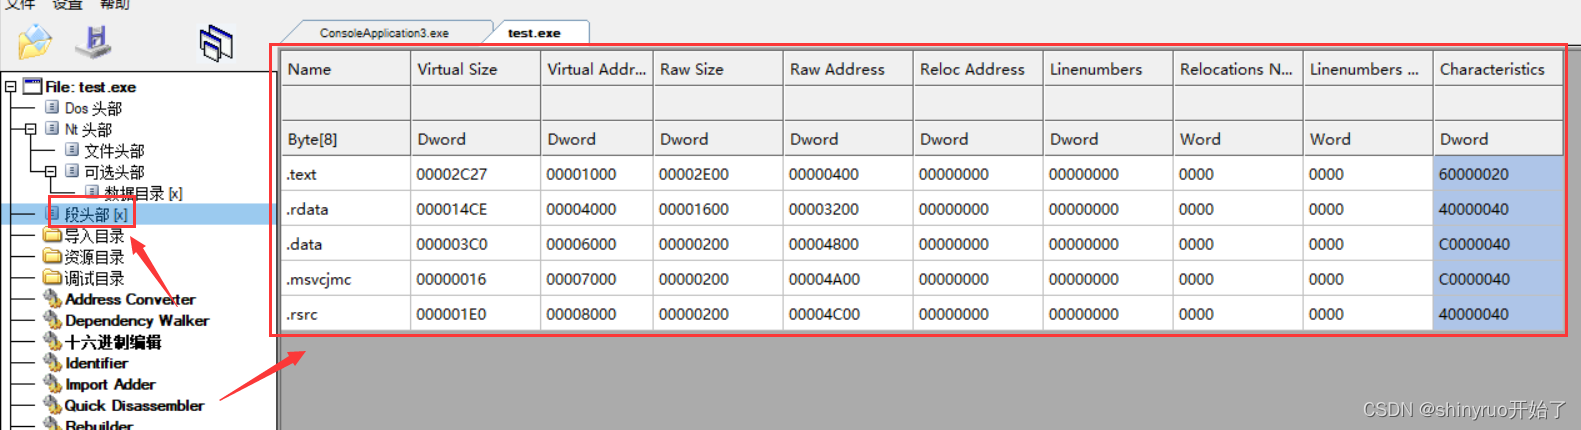 文件 设置 帮助
ConsoleApplication3.exe test.exe
File: test.exe
Dos 头部
Nt 头部
文件头部
可选头部
数据目录 [x]
段头部 [x]
导入目录
资源目录
调试目录
Address Converter
Dependency Walker
十六进制编辑
Identifier
Import Adder
Quick Disassembler
Rebuilder
Name Virtual Size Virtual Addr... Raw Size Raw Address Reloc Address Linenumbers Relocations N... Linenumbers ... Characteristics
Byte[8] Dword Dword Dword Dword Dword Dword Word Word Dword
.text 00002C27 00001000 00002E00 00000400 00000000 00000000 0000 0000 60000020
.rdata 000014CE 00004000 00001600 00003200 00000000 00000000 0000 0000 40000040
.data 000003C0 00006000 00000200 00004800 00000000 00000000 0000 0000 C0000040
.msvcjmc 00000016 00007000 00000200 00004A00 00000000 00000000 0000 0000 C0000040
.rsrc 000001E0 00008000 00000200 00004C00 00000000 00000000 0000 0000 40000040
CSDN @shinyruo开始了